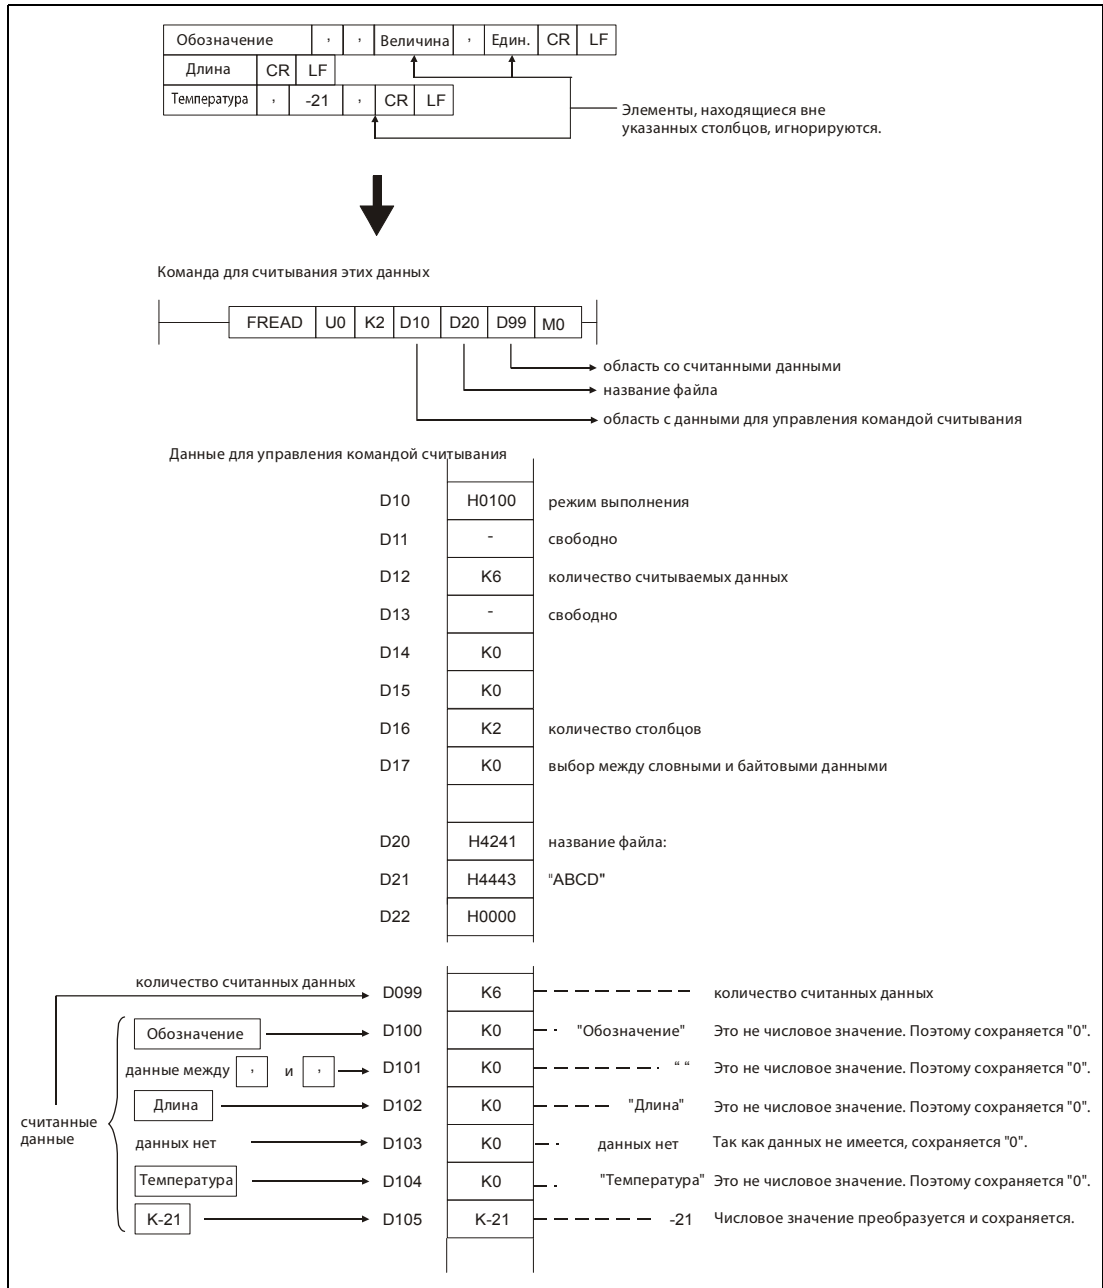 Обозначение , , Величина , Един. CR LF
Длина CR LF
Температура , -21 , CR LF
Элементы, находящиеся вне
указанных столбцов, игнорируются.
Команда для считывания этих данных
FREAD U0 K2 D10 D20 D99 M0
область со считанными данными
название файла
область с данными для управления командой считывания
Данные для управления командой считывания
D10 H0100 режим выполнения
D11 - свободно
D12 K6 количество считываемых данных
D13 - свободно
D14 K0
D15 K0
D16 K2 количество столбцов
D17 K0 выбор между словными и байтовыми данными
D20 H4241 название файла:
D21 H4443 "ABCD"
D22 H0000
количество считанных данных D099 K6 количество считанных данных
Обозначение D100 K0 "Обозначение" Это не числовое значение. Поэтому сохраняется "0".
данные между , и , D101 K0 “ “ Это не числовое значение. Поэтому сохраняется "0".
Длина D102 K0 "Длина" Это не числовое значение. Поэтому сохраняется "0".
считанные
данные
данных нет D103 K0 данных нет Так как данных не имеется, сохраняется "0".
Температура D104 K0 "Температура" Это не числовое значение. Поэтому сохраняется "0".
K-21 D105 K-21 -21 Числовое значение преобразуется и сохраняется.